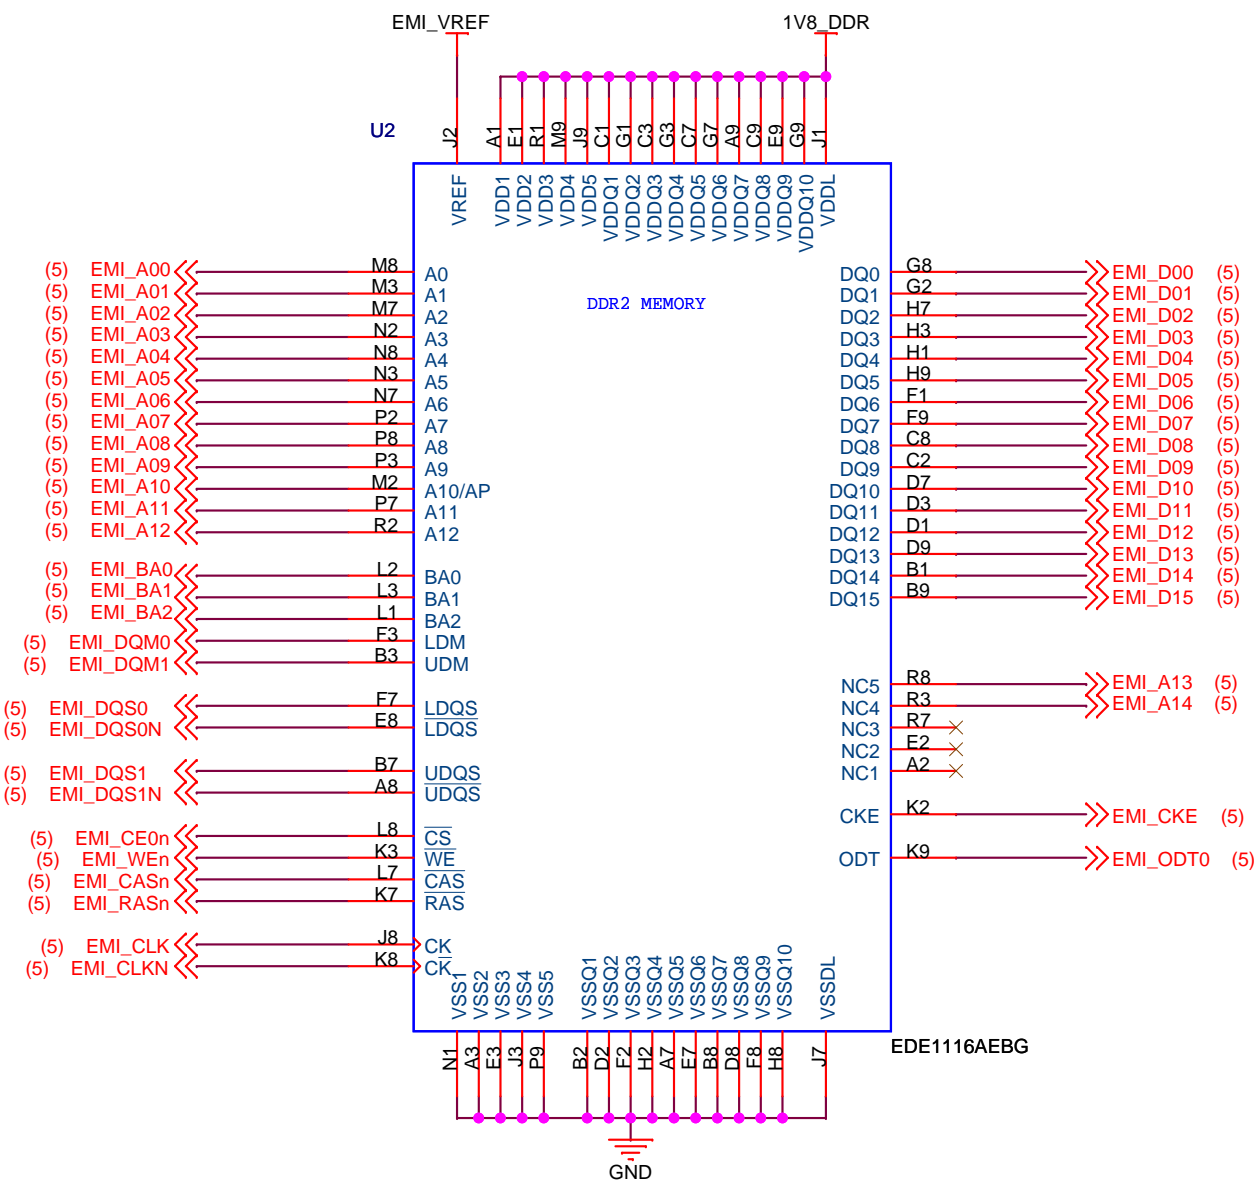 EMI_VREF 1V8_DDR
U2
J2 A1 E1 R1 M9 J9 C1 G1 C3 G3 C7 G7 A9 C9 E9 G9 J1
VREF VDD1 VDD2 VDD3 VDD4 VDD5 VDDQ1 VDDQ2 VDDQ3 VDDQ4 VDDQ5 VDDQ6 VDDQ7 VDDQ8 VDDQ9 VDDQ10 VDDL
DDR2 MEMORY
(5) EMI_A00 M8 A0
(5) EMI_A01 M3 A1
(5) EMI_A02 M7 A2
(5) EMI_A03 N2 A3
(5) EMI_A04 N8 A4
(5) EMI_A05 N3 A5
(5) EMI_A06 N7 A6
(5) EMI_A07 P2 A7
(5) EMI_A08 P8 A8
(5) EMI_A09 P3 A9
(5) EMI_A10 M2 A10/AP
(5) EMI_A11 P7 A11
(5) EMI_A12 R2 A12
(5) EMI_BA0 L2 BA0
(5) EMI_BA1 L3 BA1
(5) EMI_BA2 L1 BA2
(5) EMI_DQM0 F3 LDM
(5) EMI_DQM1 B3 UDM
(5) EMI_DQS0 F7 LDQS
(5) EMI_DQS0N E8 LDQS
(5) EMI_DQS1 B7 UDQS
(5) EMI_DQS1N A8 UDQS
(5) EMI_CE0n L8 CS
(5) EMI_WEn K3 WE
(5) EMI_CASn L7 CAS
(5) EMI_RASn K7 RAS
(5) EMI_CLK J8 CK
(5) EMI_CLKN K8 CK
DQ0 G8 EMI_D00 (5)
DQ1 G2 EMI_D01 (5)
DQ2 H7 EMI_D02 (5)
DQ3 H3 EMI_D03 (5)
DQ4 H1 EMI_D04 (5)
DQ5 H9 EMI_D05 (5)
DQ6 F1 EMI_D06 (5)
DQ7 F9 EMI_D07 (5)
DQ8 C8 EMI_D08 (5)
DQ9 C2 EMI_D09 (5)
DQ10 D7 EMI_D10 (5)
DQ11 D3 EMI_D11 (5)
DQ12 D1 EMI_D12 (5)
DQ13 D9 EMI_D13 (5)
DQ14 B1 EMI_D14 (5)
DQ15 B9 EMI_D15 (5)
NC5 R8 EMI_A13 (5)
NC4 R3 EMI_A14 (5)
NC3 R7
NC2 E2
NC1 A2
CKE K2 EMI_CKE (5)
ODT K9 EMI_ODT0 (5)
VSS1 VSS2 VSS3 VSS4 VSS5 VSSQ1 VSSQ2 VSSQ3 VSSQ4 VSSQ5 VSSQ6 VSSQ7 VSSQ8 VSSQ9 VSSQ10 VSSDL
N1 A3 E3 J3 P9 B2 D2 F2 H2 A7 E7 B8 D8 F8 H8 J7
EDE1116AEBG
GND